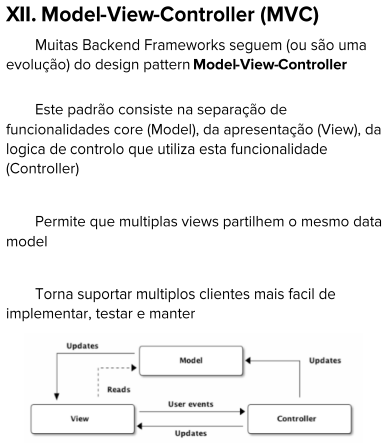 XII. Model-View-Controller (MVC)
Muitas Backend Frameworks seguem (ou são uma
evolução) do design pattern Model-View-Controller
Este padrão consiste na separação de
funcionalidades core (Model), da apresentação (View), da
logica de controlo que utiliza esta funcionalidade
(Controller)
Permite que multiplas views partilhem o mesmo data
model
Torna suportar multiplos clientes mais facil de
implementar, testar e manter
Updates
Model
Updates
Reads
User events
View
Controller
Updates